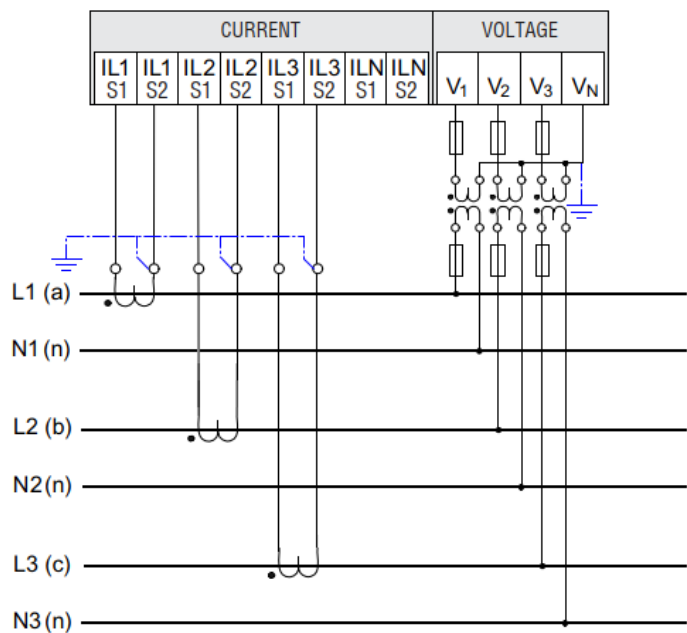 CURRENT VOLTAGE
IL1 IL1 IL2 IL2 IL3 IL3 ILN ILN
S1 S2 S1 S2 S1 S2 S1 S2
V1 V2 V3 VN
L1 (a)
N1 (n)
L2 (b)
N2 (n)
L3 (c)
N3 (n)